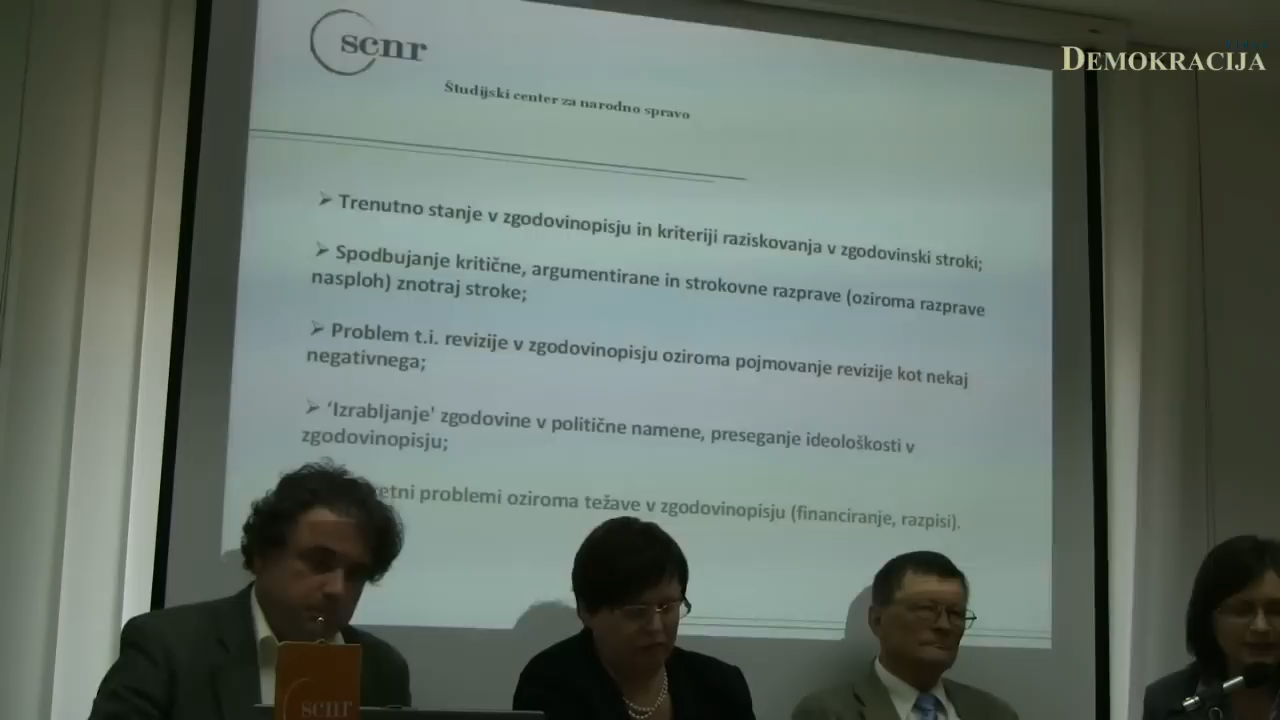 scnr
DEMOKRACIJA
Študijski center za narodno spravo
➢ Trenutno stanje v zgodovinopisju in kriteriji raziskovanja v zgodovinski stroki;
➢ Spodbujanje kritične, argumentirane in strokovne razprave (oziroma razprave
nasploh) znotraj stroke;
➢ Problem t.i. revizije v zgodovinopisju oziroma pojmovanje revizije kot nekaj
negativnega;
➢ ‘Izrabljanje' zgodovine v politične namene, preseganje ideološkosti v
zgodovinopisju;
etni problemi oziroma težave v zgodovinopisju (financiranje, razpisi).
scnr